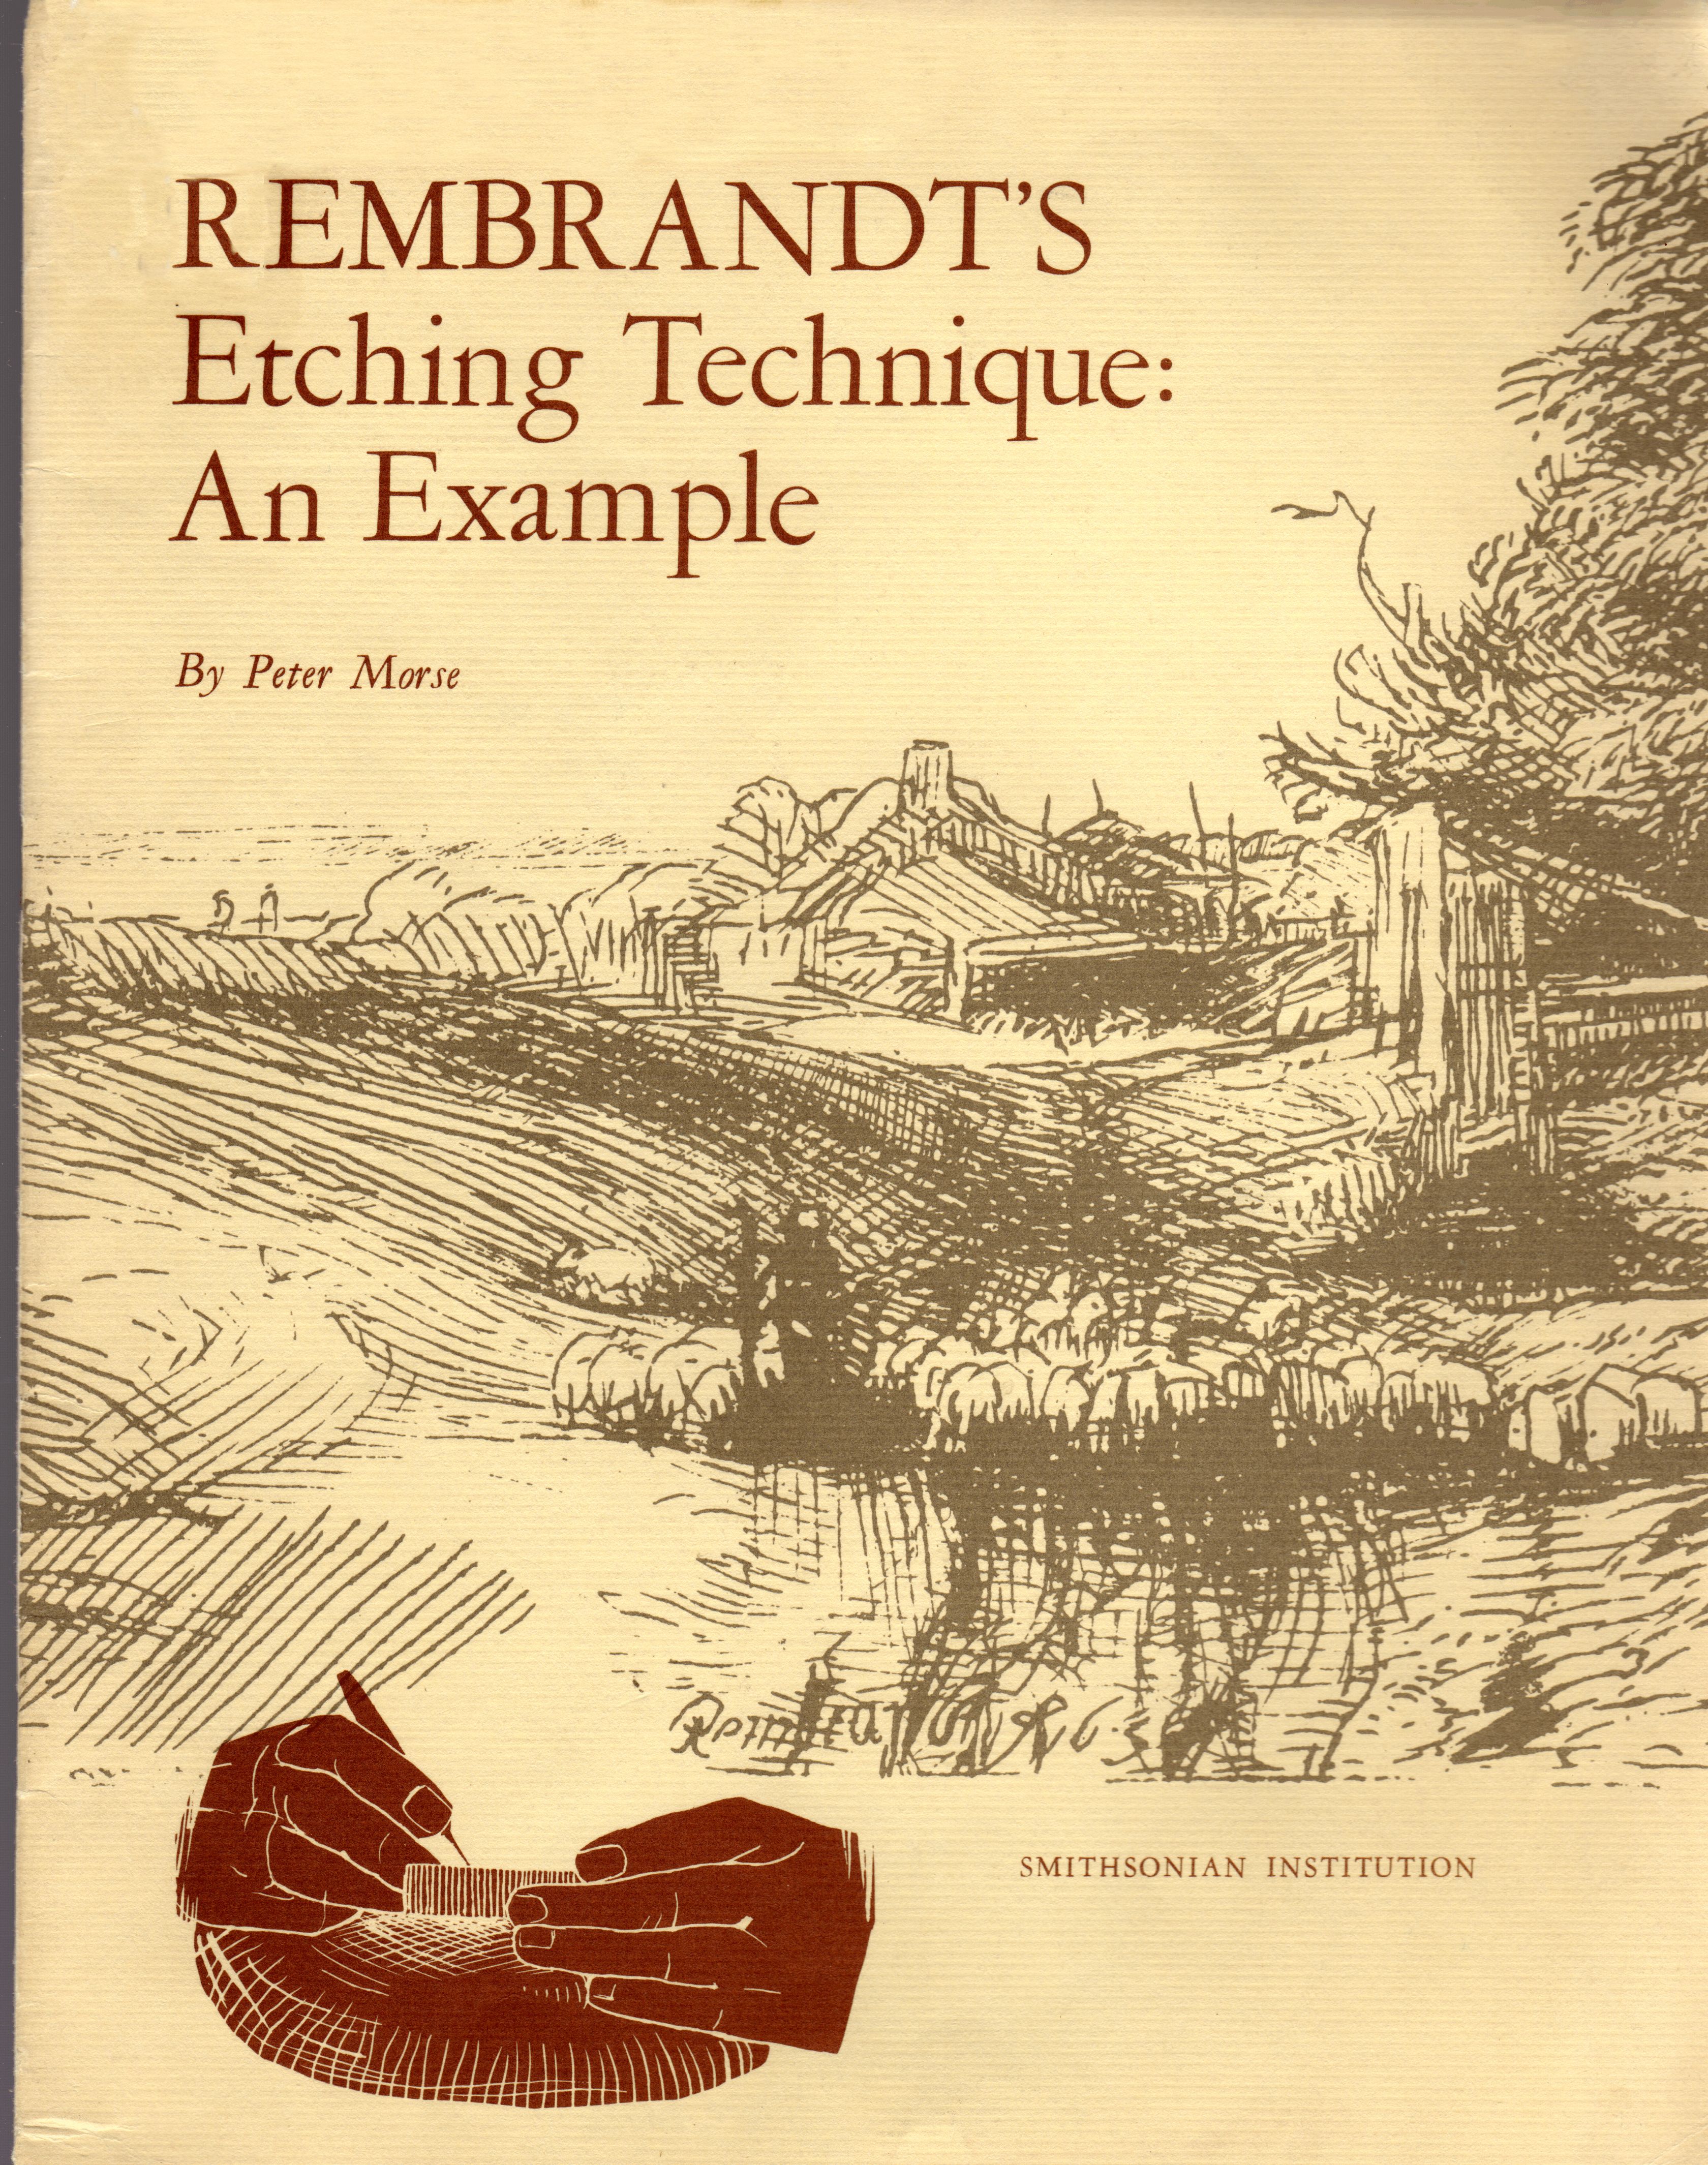 REMBRANDT'S
Etching Technique:
An Example
By Peter Morse
SMITHSONIAN INSTITUTION